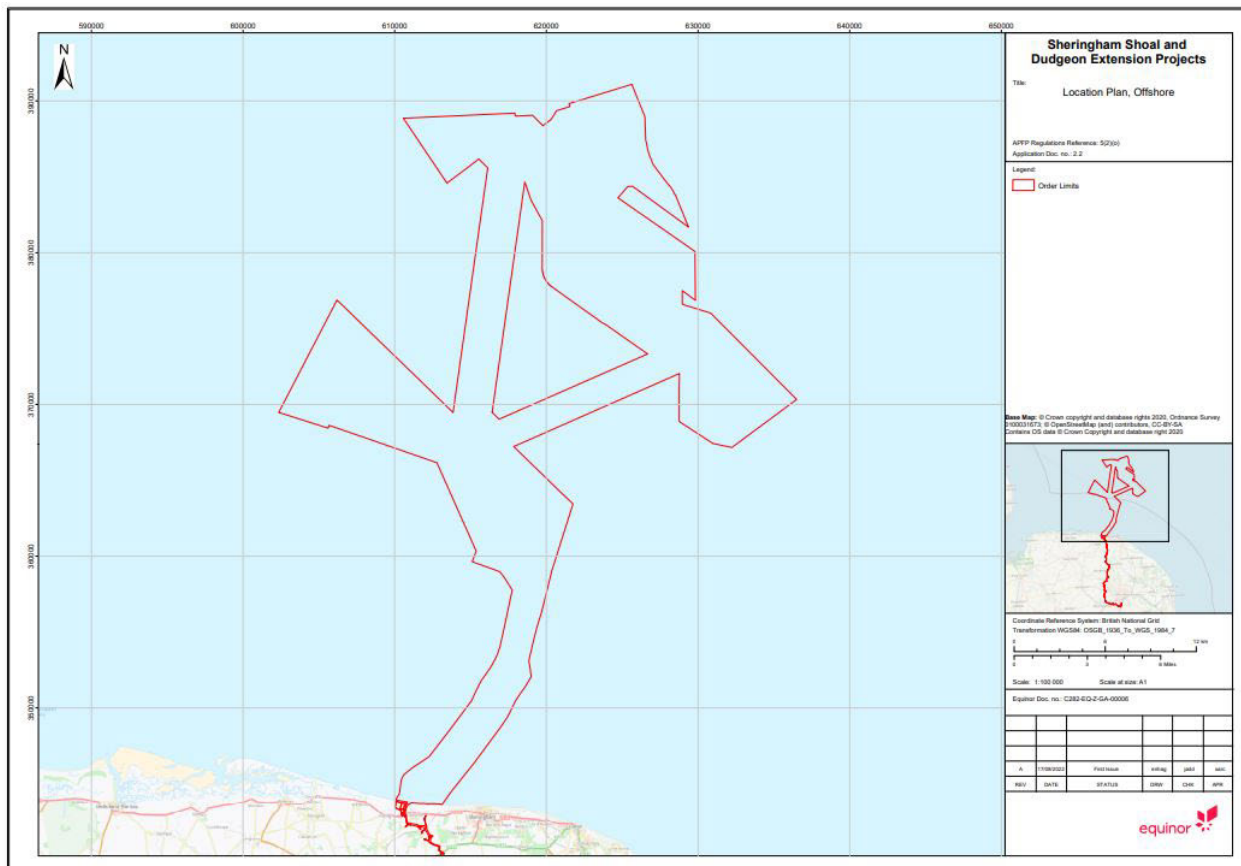 590000
600000
610000
620000
630000
640000
650000
N
390000
380000
370000
360000
350000
Sheringham Shoal and
Dudgeon Extension Projects
Title:
Location Plan, Offshore
APFP Regulations Reference: 5(2)(o)
Application Doc. no.: 2.2
Legend:
Order Limits
Base Map: © Crown copyright and database rights 2020, Ordnance Survey
0100031673; © OpenStreetMap (and) contributors, CC-BY-SA
Contains OS data © Crown Copyright and database right 2020
Coordinate Reference System: British National Grid
Transformation WGS84: OSGB_1936_To_WGS_1984_7
0 6 12 km
0 3 6 Miles
Scale: 1:100 000 Scale at size: A1
Equinor Doc. no.: C282-EQ-Z-GA-00006
A First Issue
REV DATE STATUS DRW CHK APR
equinor